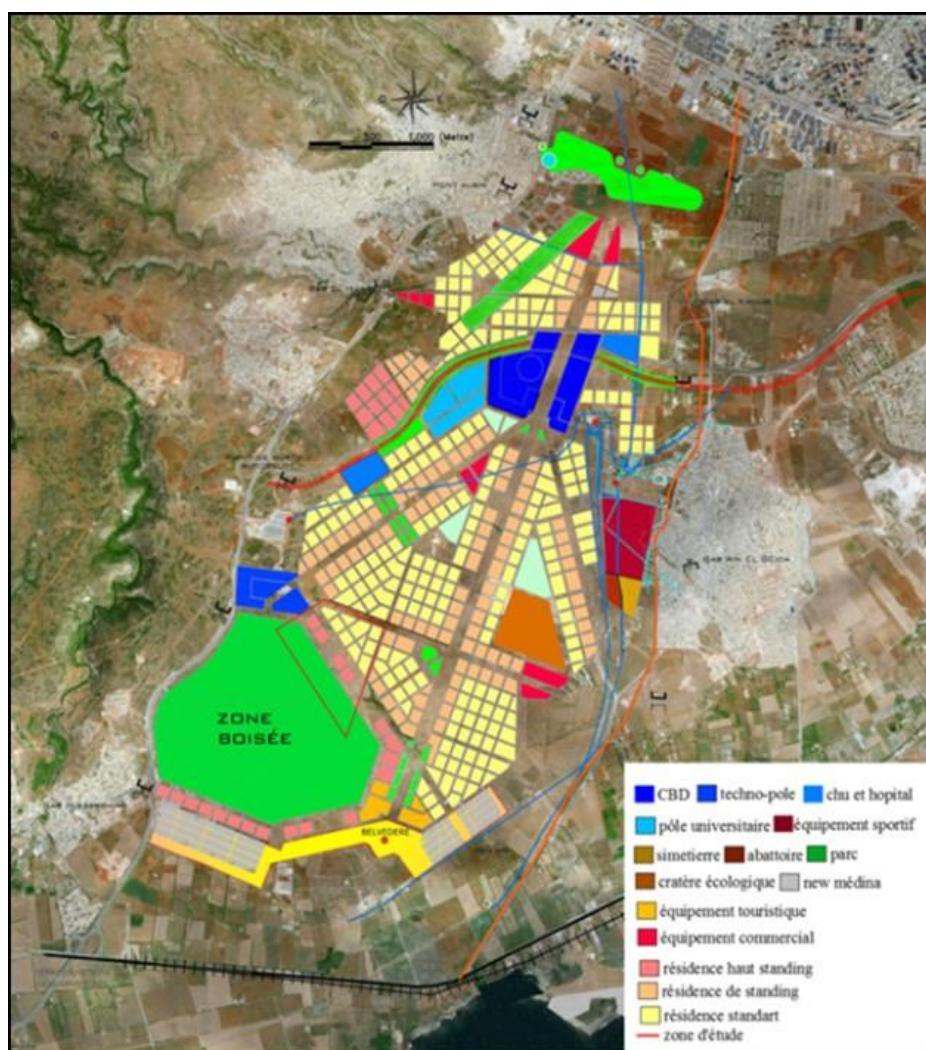 500 1,000 (Metre)
ZONE
BOISÉE
BELVEDERE
CBD techno-pole chu et hopital
pôle universitaire équipement sportif
simetierre abattoire parc
cratère écologique new médina
équipement touristique
équipement commercial
résidence haut standing
résidence de standing
résidence standart
zone d'étude